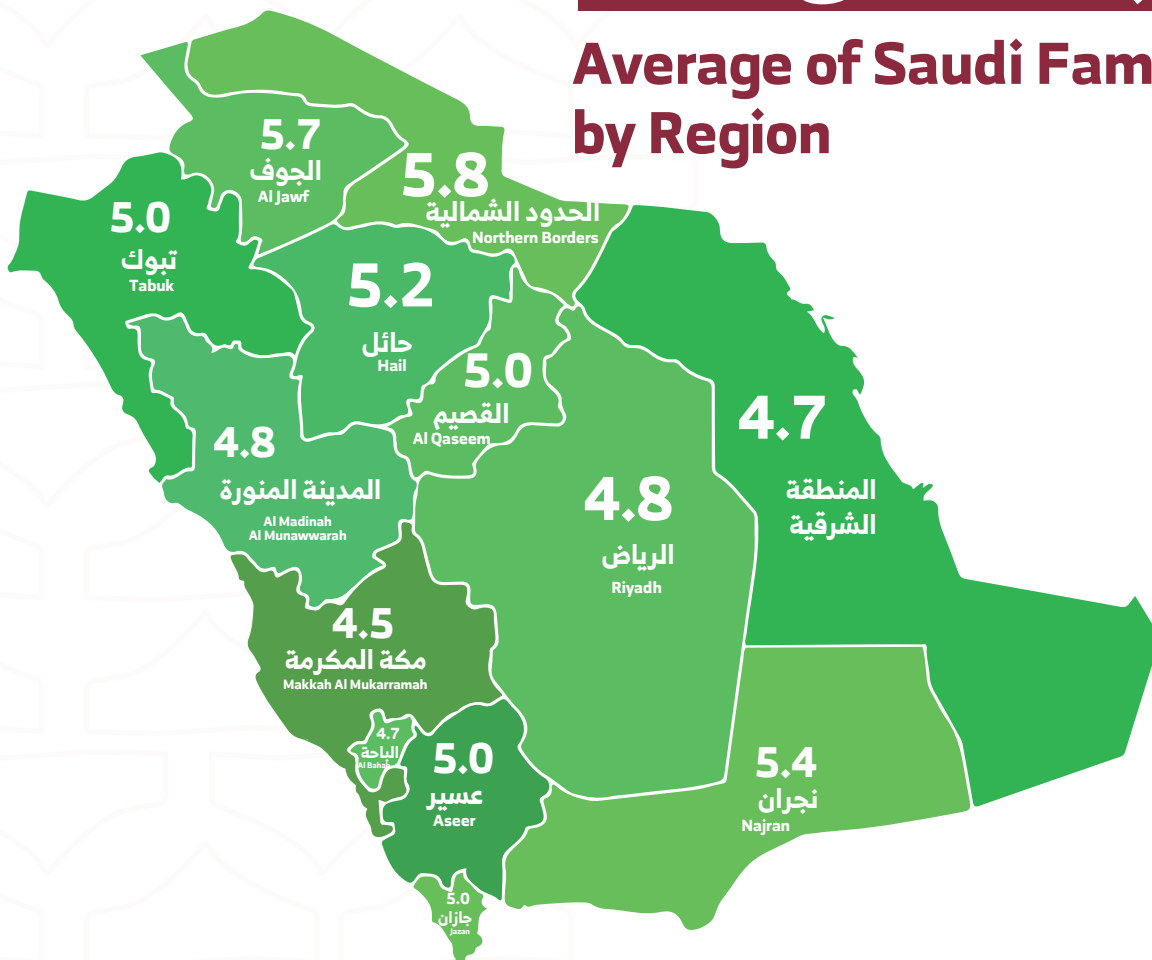 Average of Saudi Fam
by Region
5.7
الجوف
Al Jawf
5.8
الحدود الشمالية
Northern Borders
5.0
تبوك
Tabuk
5.2
حائل
Hail
5.0
القصيم
Al Qaseem
4.7
المنطقة
الشرقية
4.8
المدينة المنورة
Al Madinah
Al Munawwarah
4.8
الرياض
Riyadh
4.5
مكة المكرمة
Makkah Al Mukarramah
4.7
الباحة
Al Bahah
5.0
عسير
Aseer
5.4
نجران
Najran
5.0
جازان
Jazan